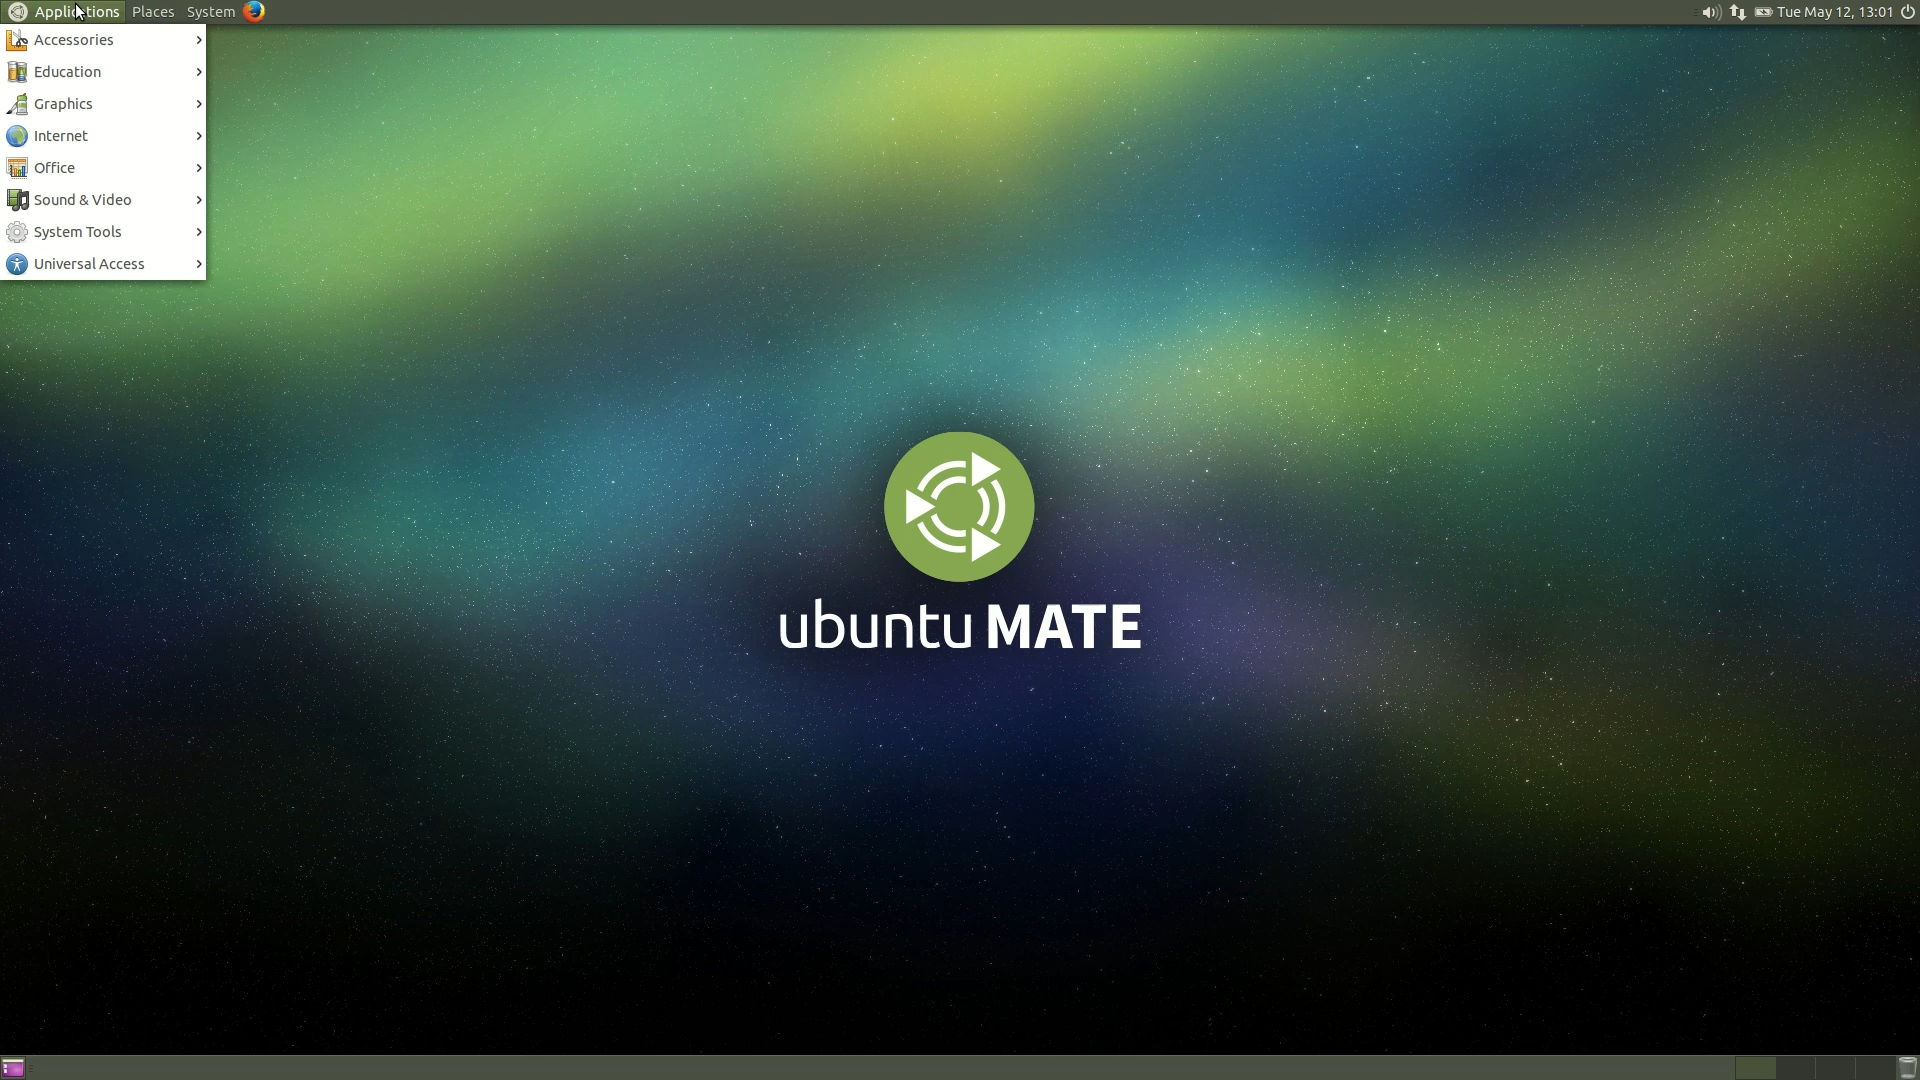 Applications Places System Tue May 12, 13:01
Accessories
Education
Graphics
Internet
Office
Sound & Video
System Tools
Universal Access
ubuntu MATE